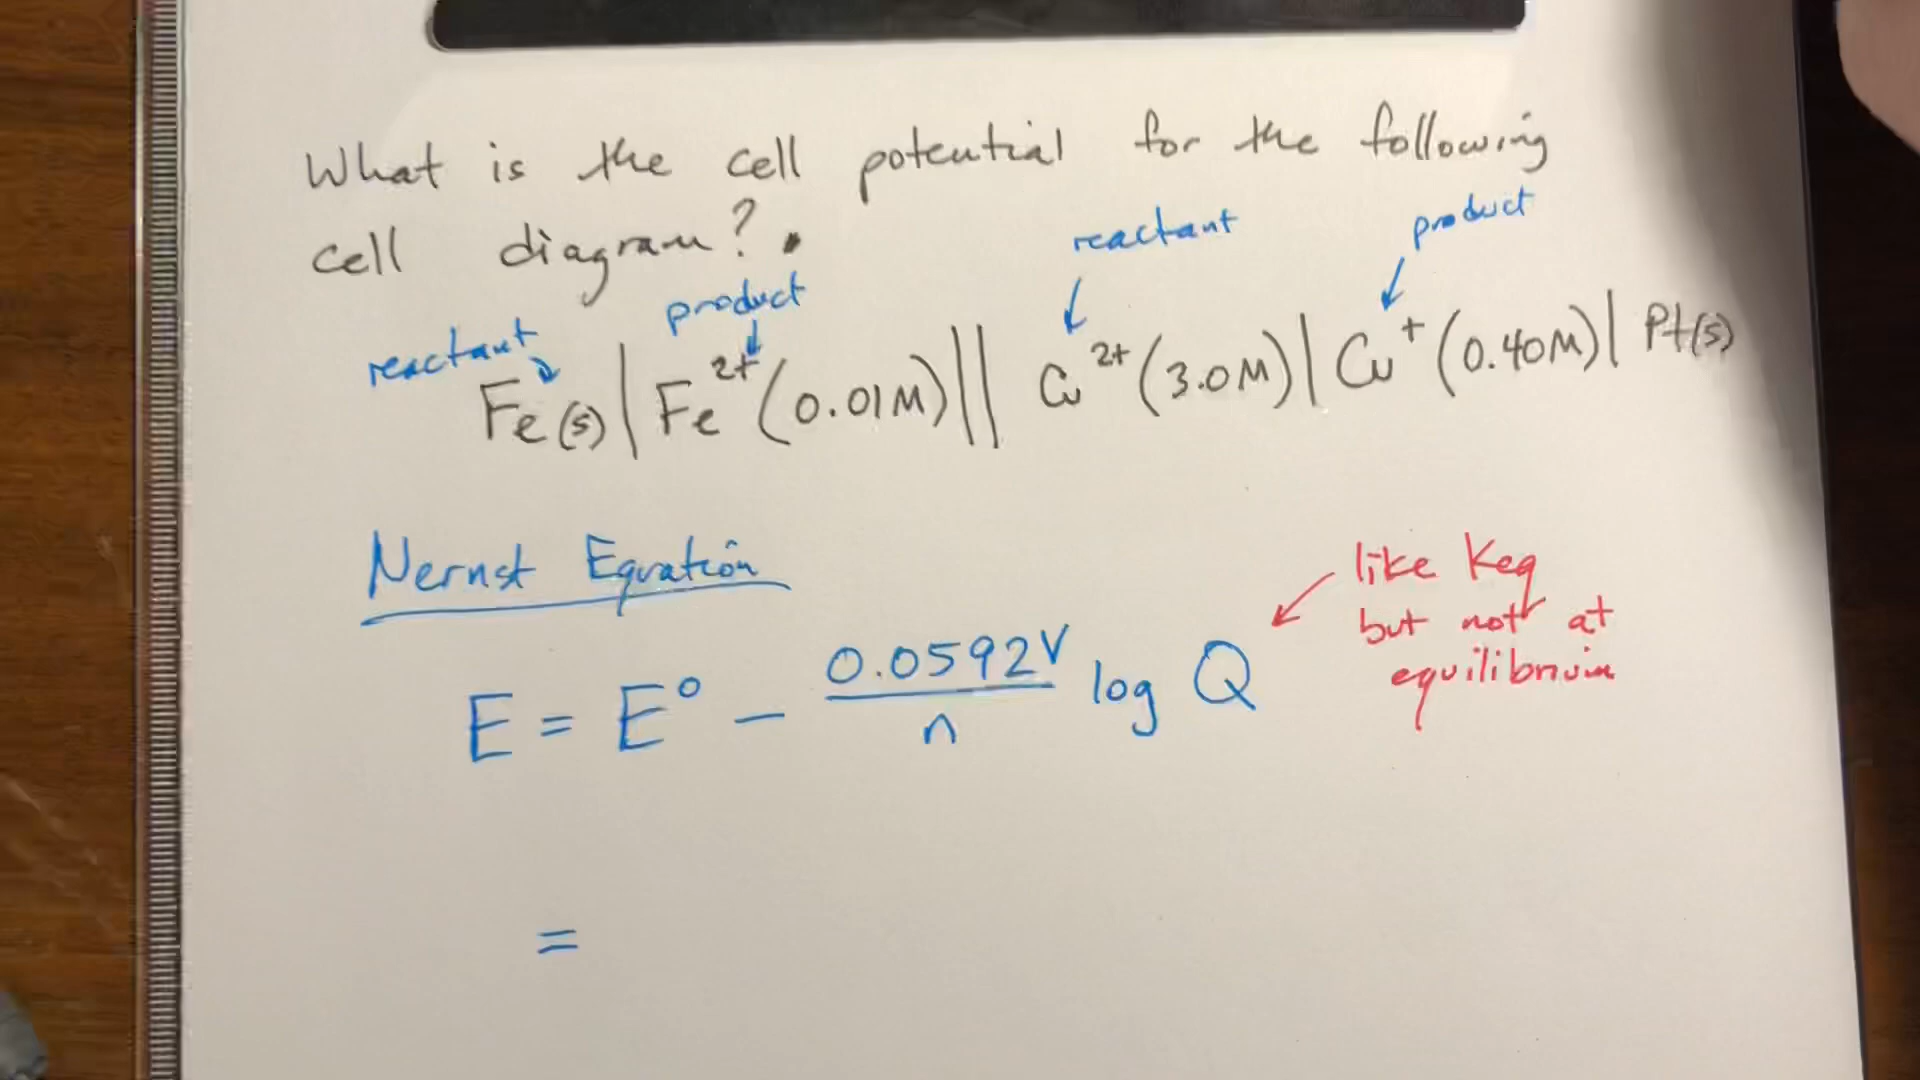 What is the cell potential for the following
cell diagram?
reactant product reactant product
Fe(s) | Fe²⁺ (0.01M) || Cu²⁺ (3.0M) | Cu⁺ (0.40M) | Pt(s)
Nernst Equation
E = E° − 0.0592V / n log Q
like Keq
but not at
equilibrium
=